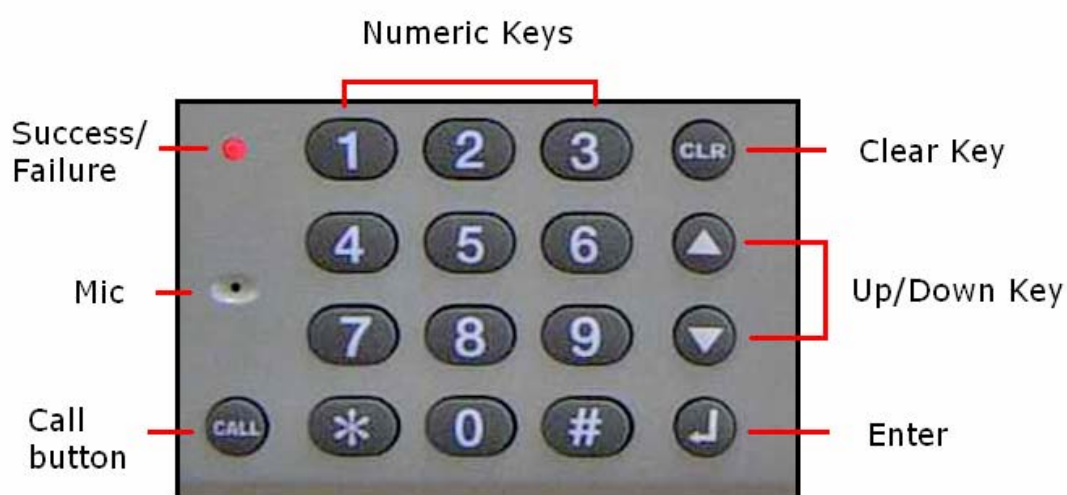 Numeric Keys
Success/
Failure
1 2 3 CLR
Clear Key
4 5 6
Mic
Up/Down Key
7 8 9
Call
button
CALL * 0 #
Enter